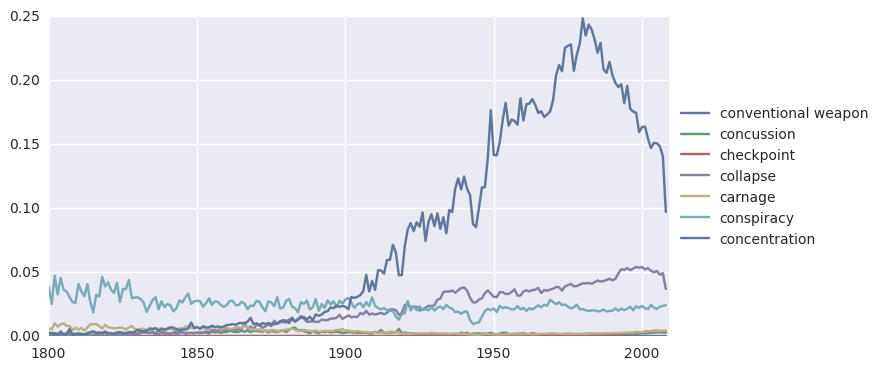 0.25
0.20
0.15
0.10
0.05
0.00
1800
1850
1900
1950
2000
conventional weapon
concussion
checkpoint
collapse
carnage
conspiracy
concentration